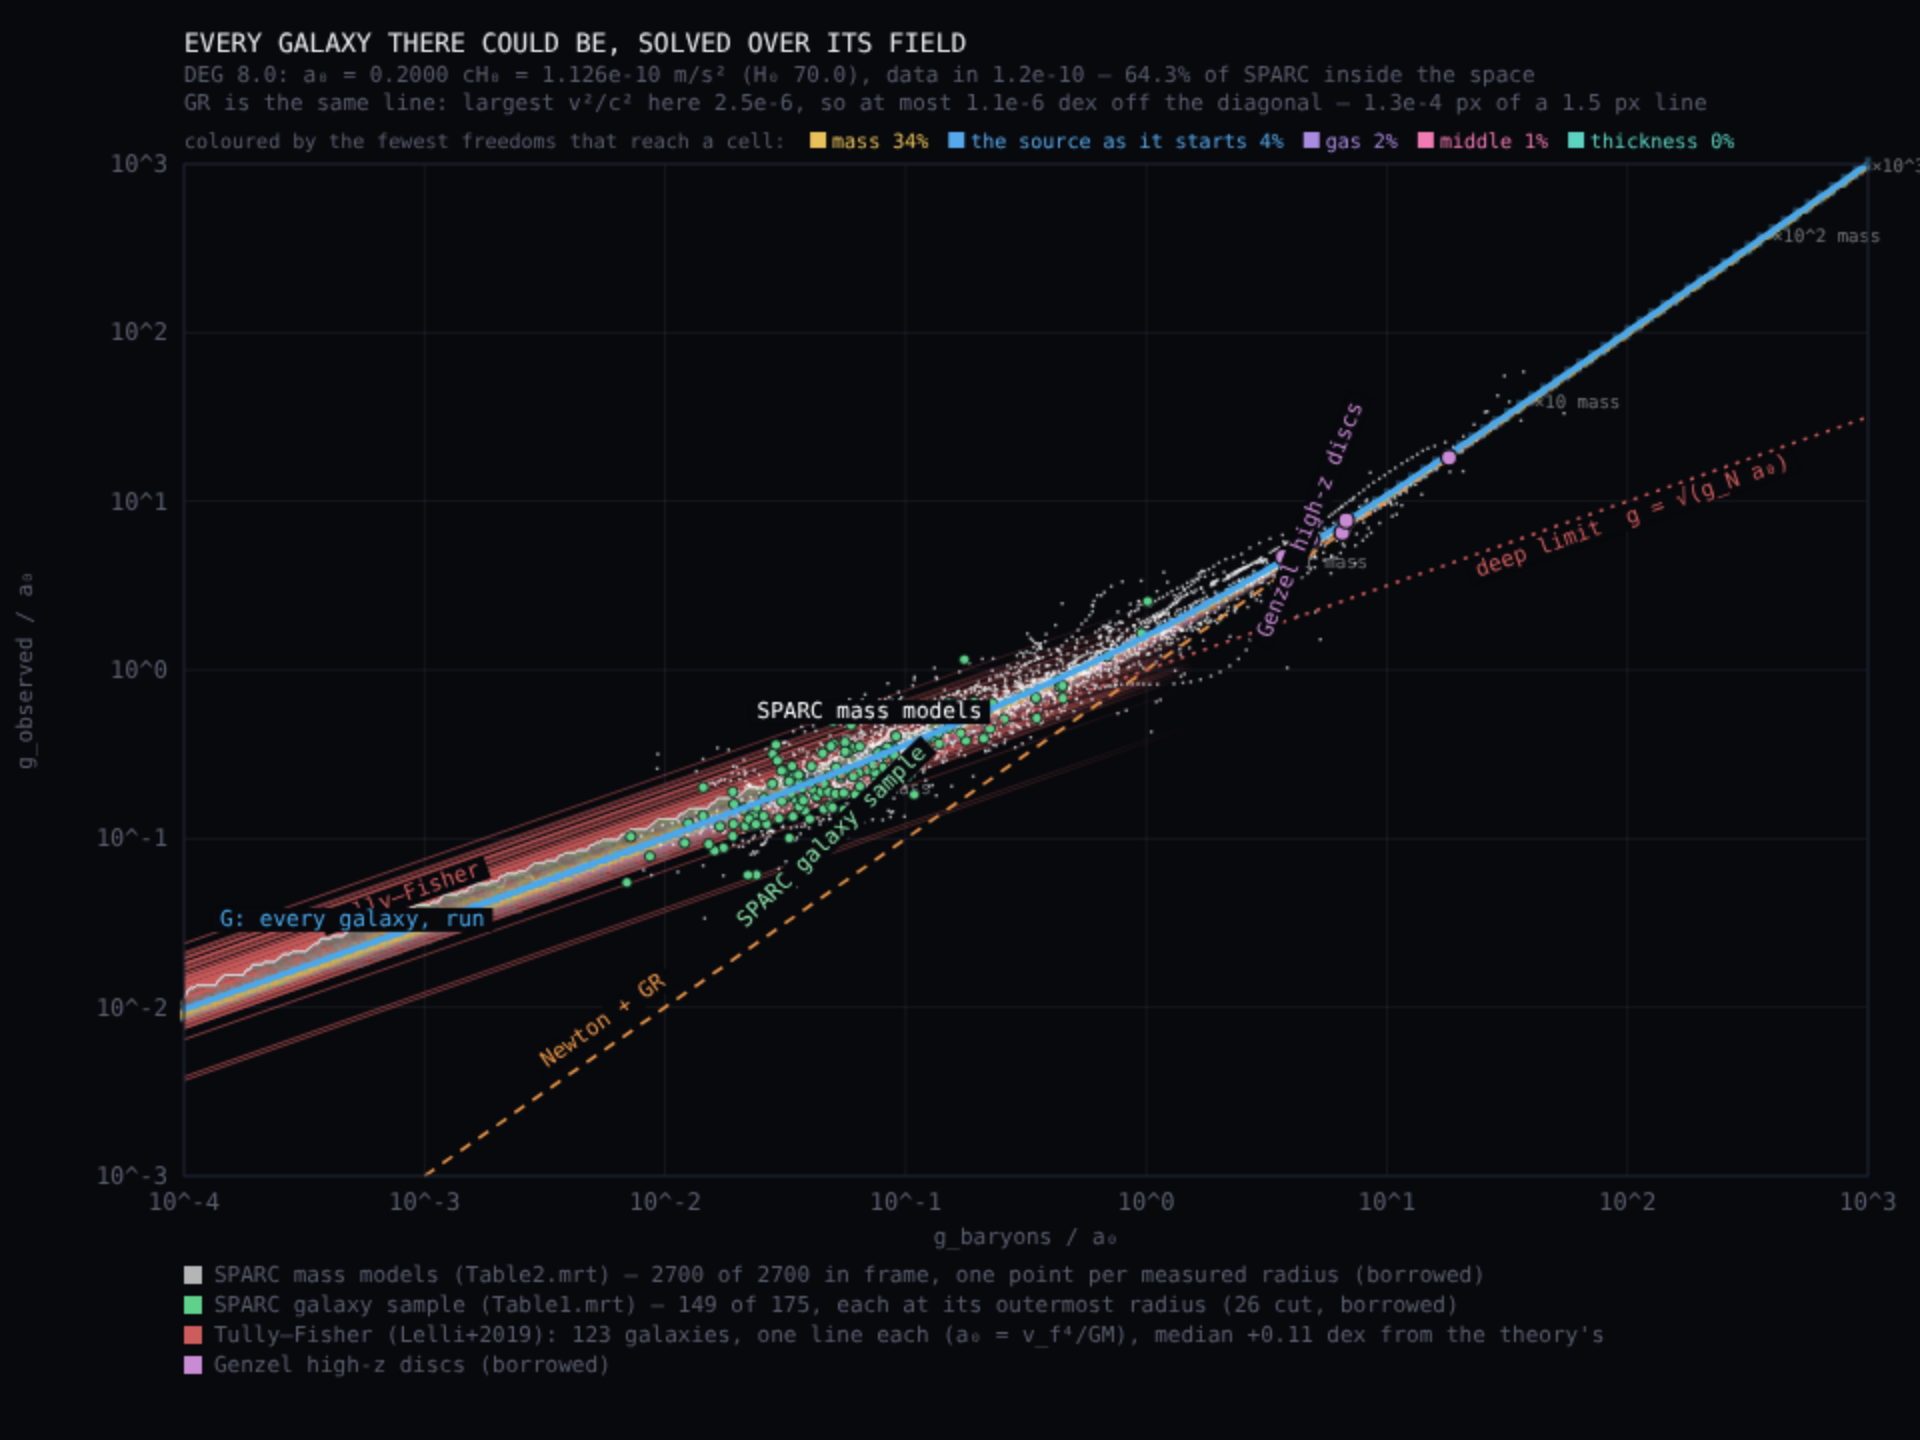 EVERY GALAXY THERE COULD BE, SOLVED OVER ITS FIELD
DEG 8.0: a₀ = 0.2000 cH₀ = 1.126e-10 m/s² (H₀ 70.0), data in 1.2e-10 — 64.3% of SPARC inside the space
GR is the same line: largest v²/c² here 2.5e-6, so at most 1.1e-6 dex off the diagonal — 1.3e-4 px of a 1.5 px line
coloured by the fewest freedoms that reach a cell: mass 34% the source as it starts 4% gas 2% middle 1% thickness 0%
10^3
×10^3
×10^2 mass
10^2
×10 mass
Genzel high-z discs
10^1
deep limit g = √(g_N a₀)
mass
g_observed / a₀
10^0
SPARC mass models
SPARC galaxy sample
10^-1
lly–Fisher
G: every galaxy, run
Newton + GR
10^-2
10^-3
10^-4 10^-3 10^-2 10^-1 10^0 10^1 10^2 10^3
g_baryons / a₀
SPARC mass models (Table2.mrt) — 2700 of 2700 in frame, one point per measured radius (borrowed)
SPARC galaxy sample (Table1.mrt) — 149 of 175, each at its outermost radius (26 cut, borrowed)
Tully–Fisher (Lelli+2019): 123 galaxies, one line each (a₀ = v_f⁴/GM), median +0.11 dex from the theory's
Genzel high-z discs (borrowed)